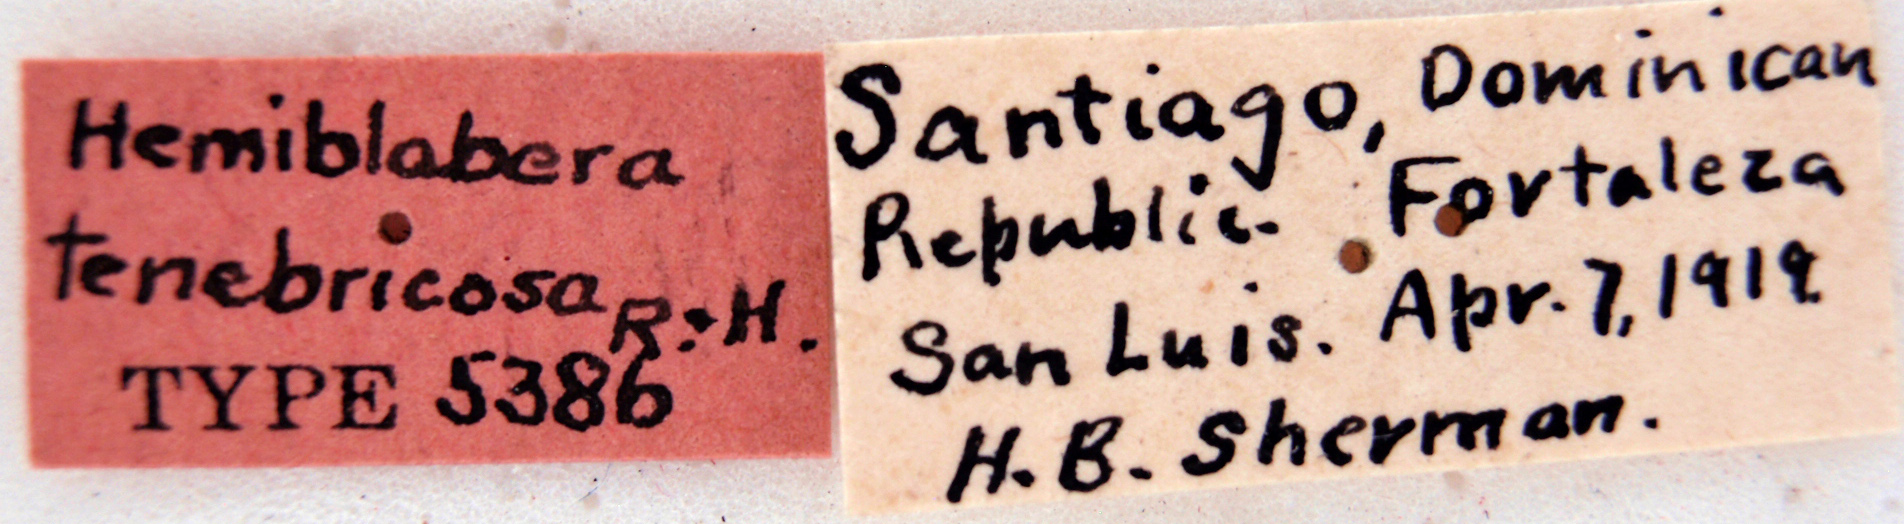 Hemiblabera
tenebricosa R.+H.
TYPE 5386
Santiago, Dominican
Republic. Fortaleza
San Luis. Apr. 7, 1919
H. B. Sherman.